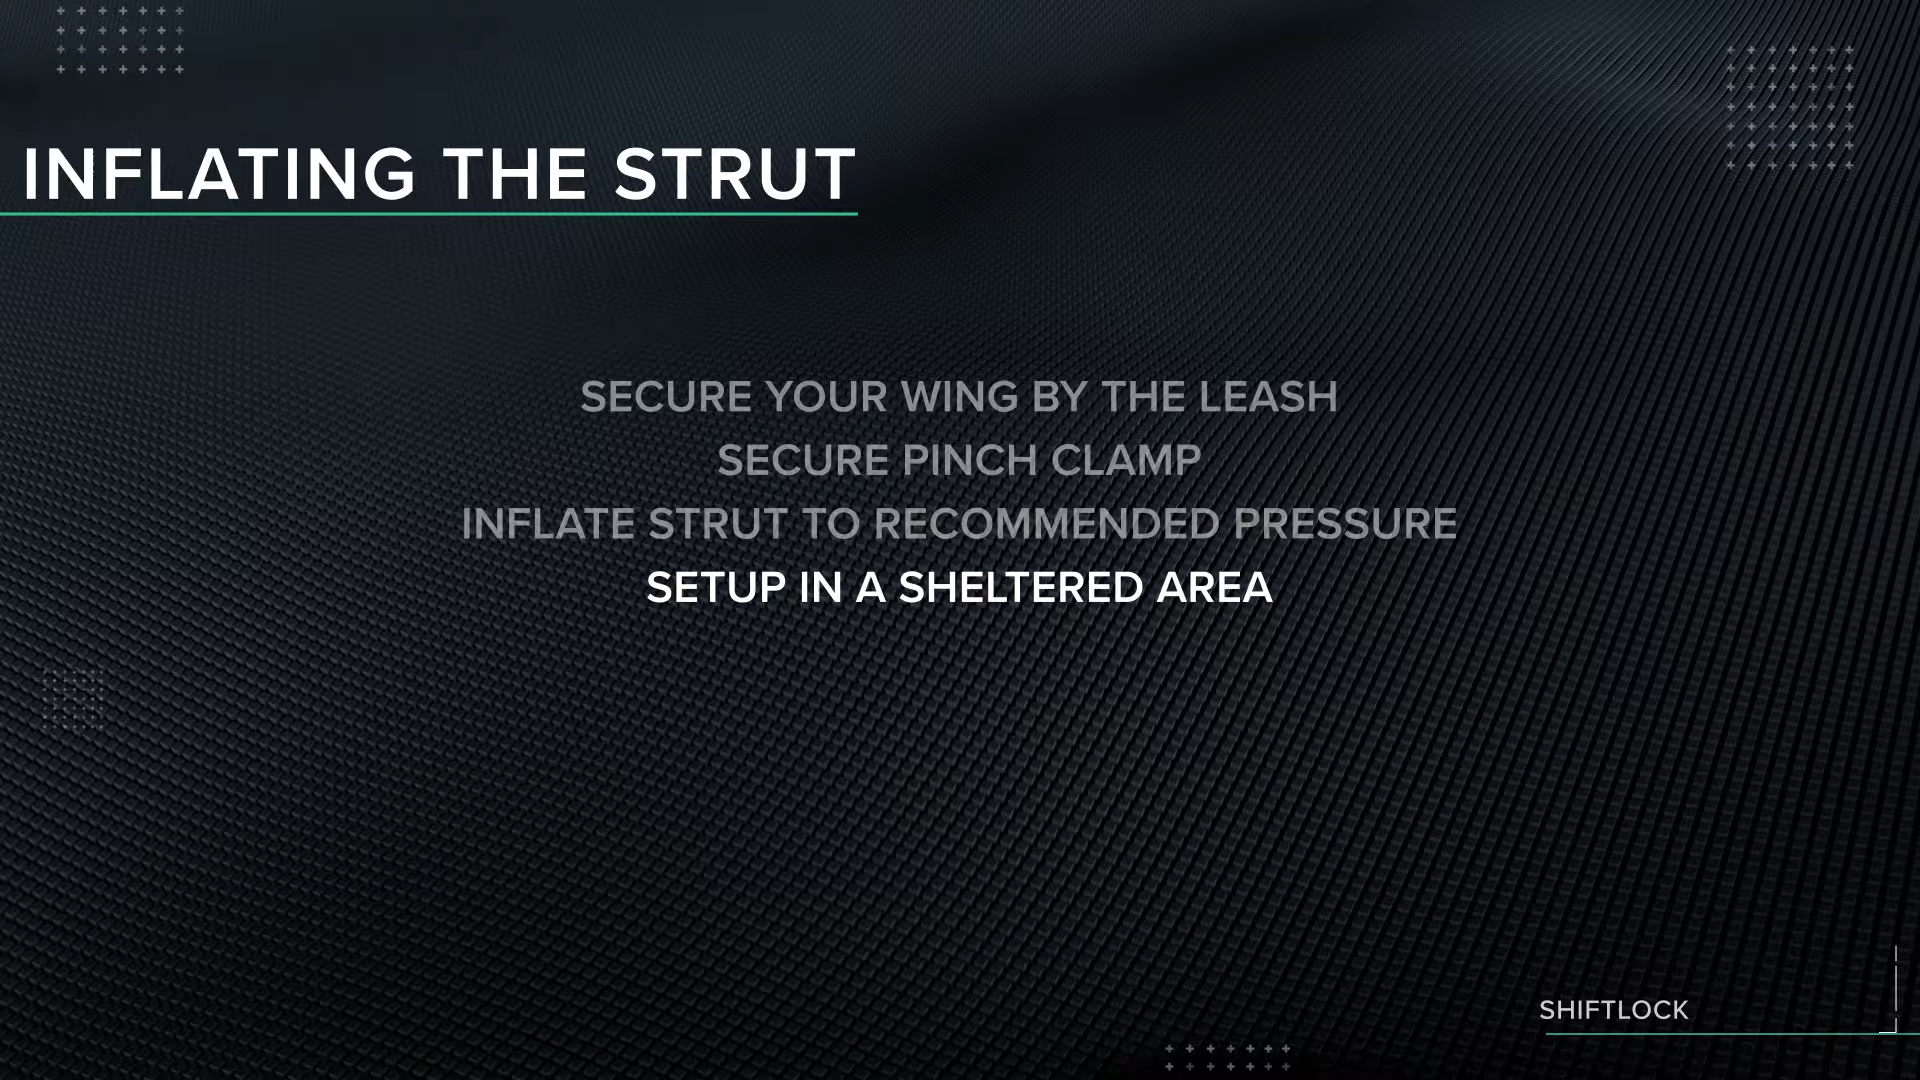 INFLATING THE STRUT
SECURE YOUR WING BY THE LEASH
SECURE PINCH CLAMP
INFLATE STRUT TO RECOMMENDED PRESSURE
SETUP IN A SHELTERED AREA
SHIFTLOCK